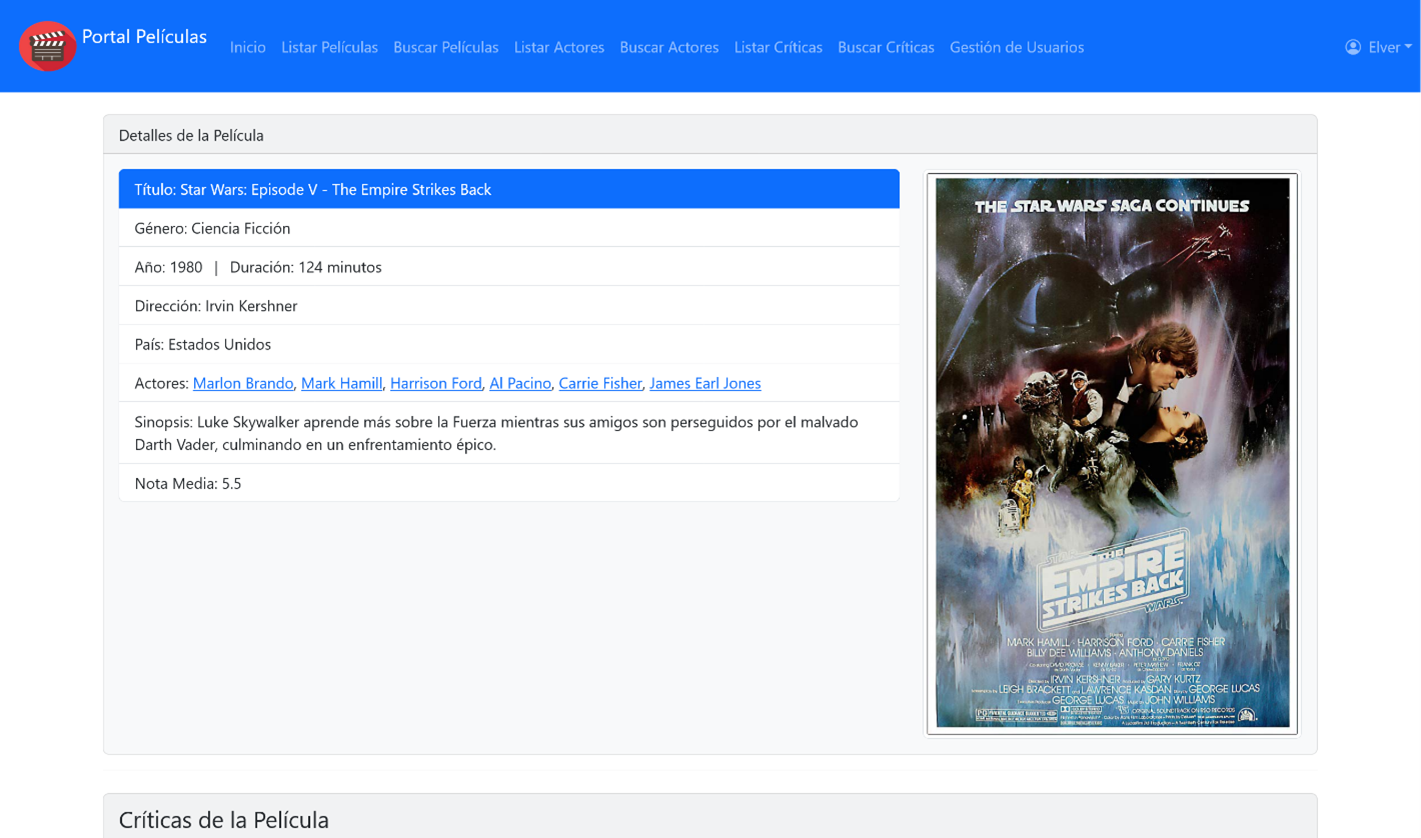 Portal Películas
Inicio Listar Películas Buscar Películas Listar Actores Buscar Actores Listar Críticas Buscar Críticas Gestión de Usuarios Elver
Detalles de la Película
Título: Star Wars: Episode V - The Empire Strikes Back
Género: Ciencia Ficción
Año: 1980 | Duración: 124 minutos
Dirección: Irvin Kershner
País: Estados Unidos
Actores: Marlon Brando, Mark Hamill, Harrison Ford, Al Pacino, Carrie Fisher, James Earl Jones
Sinopsis: Luke Skywalker aprende más sobre la Fuerza mientras sus amigos son perseguidos por el malvado
Darth Vader, culminando en un enfrentamiento épico.
Nota Media: 5.5
THE STAR WARS SAGA CONTINUES
THE
EMPIRE
STRIKES BACK
WARS
MARK HAMILL · HARRISON FORD · CARRIE FISHER
BILLY DEE WILLIAMS · ANTHONY DANIELS
IRVIN KERSHNER GARY KURTZ
LEIGH BRACKETT LAWRENCE KASDAN GEORGE LUCAS
GEORGE LUCAS JOHN WILLIAMS
Críticas de la Película